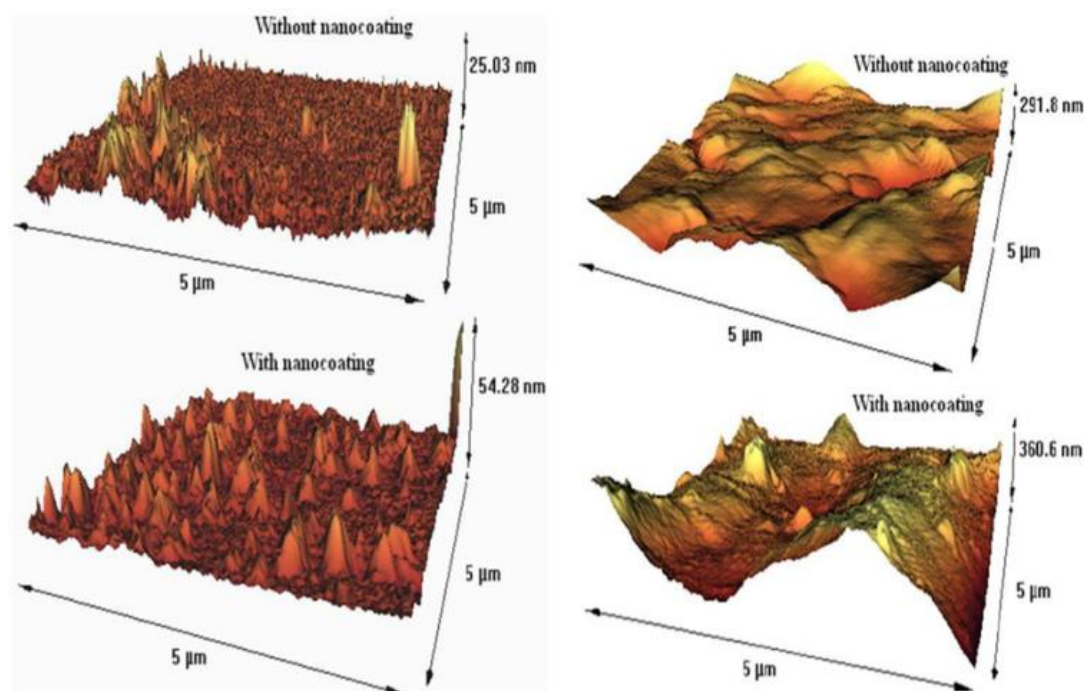 Without nanocoating
25.03 nm
5 µm
5 µm
Without nanocoating
291.8 nm
5 µm
5 µm
With nanocoating
54.28 nm
5 µm
5 µm
With nanocoating
360.6 nm
5 µm
5 µm